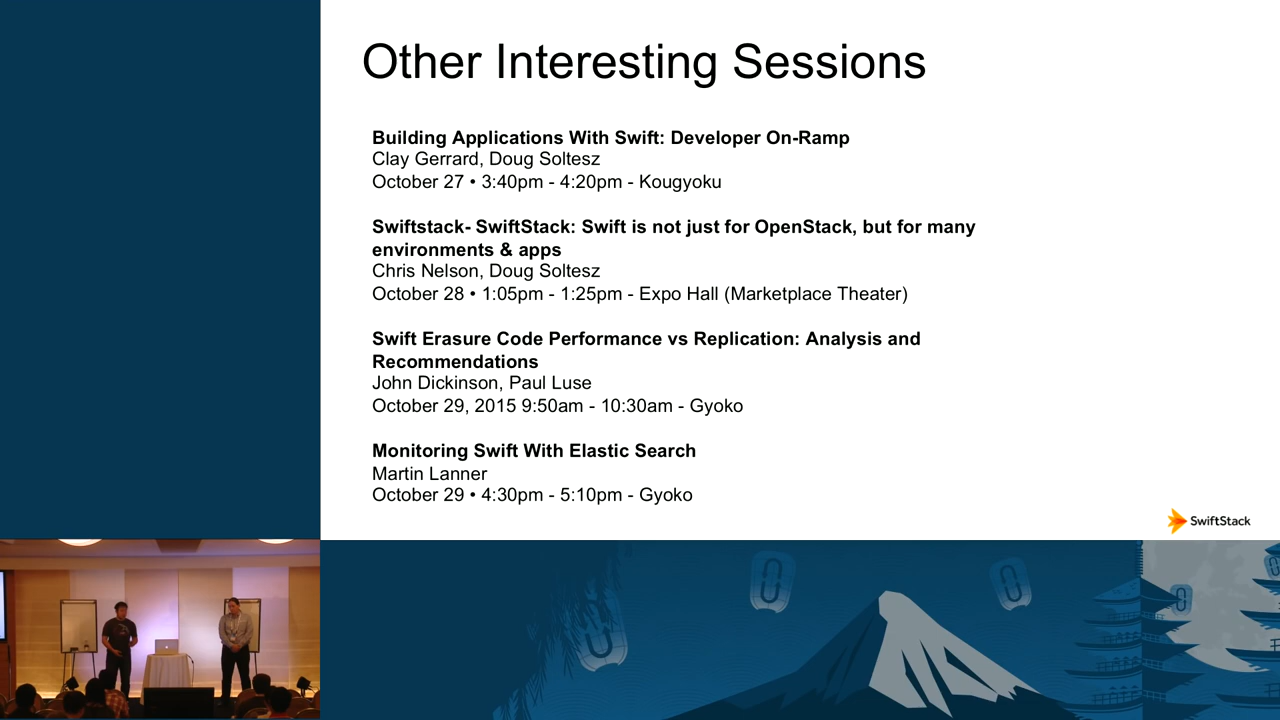 Other Interesting Sessions
Building Applications With Swift: Developer On-Ramp
Clay Gerrard, Doug Soltesz
October 27 • 3:40pm - 4:20pm - Kougyoku
Swiftstack- SwiftStack: Swift is not just for OpenStack, but for many
environments & apps
Chris Nelson, Doug Soltesz
October 28 • 1:05pm - 1:25pm - Expo Hall (Marketplace Theater)
Swift Erasure Code Performance vs Replication: Analysis and
Recommendations
John Dickinson, Paul Luse
October 29, 2015 9:50am - 10:30am - Gyoko
Monitoring Swift With Elastic Search
Martin Lanner
October 29 • 4:30pm - 5:10pm - Gyoko
SwiftStack